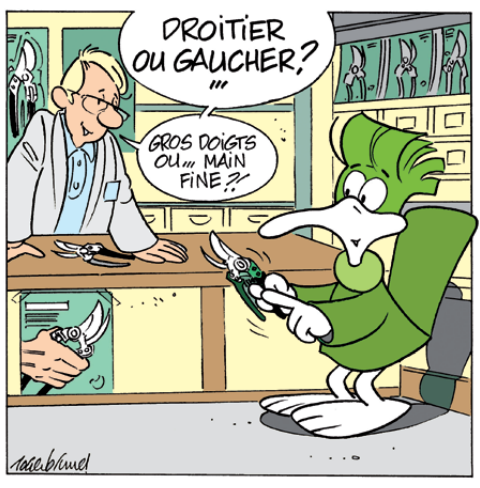 DROITIER
OU GAUCHER?
...
GROS DOIGTS
OU... MAIN
FINE?!